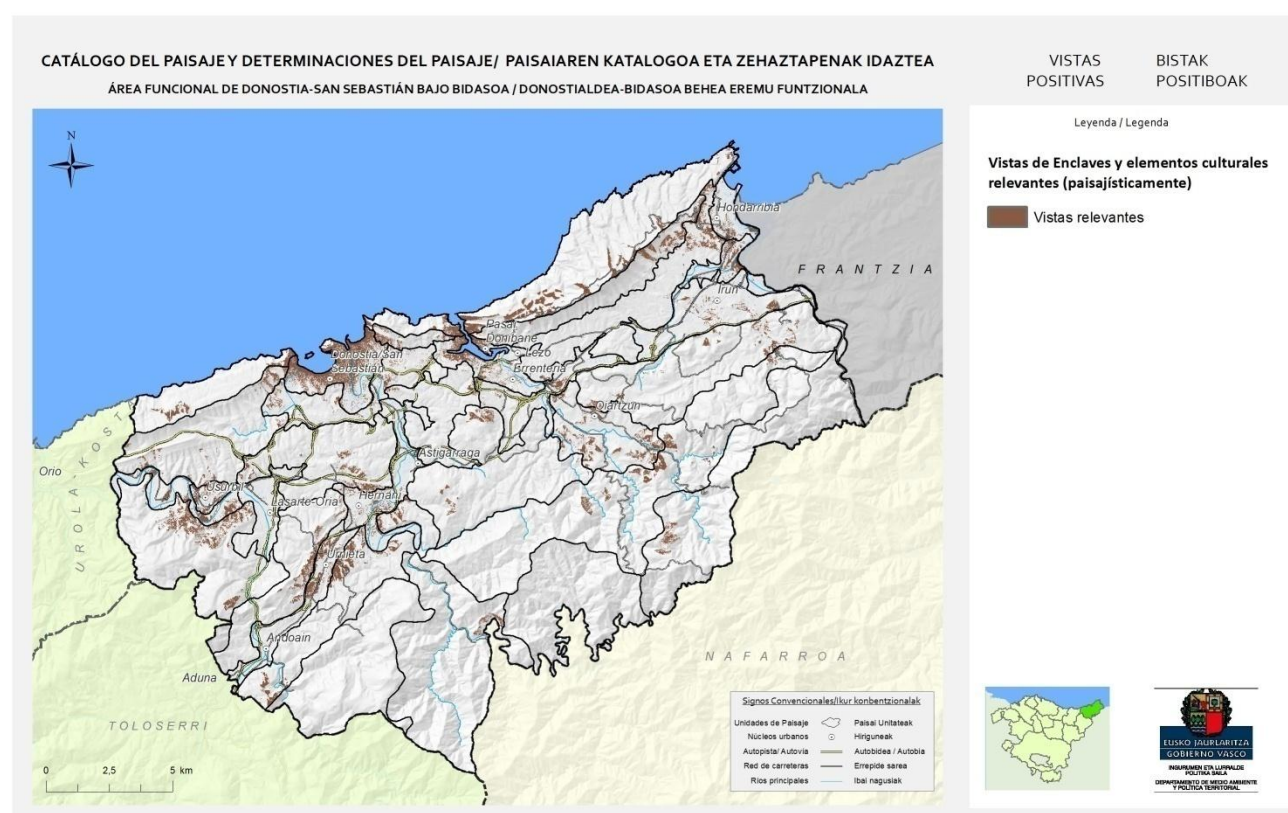 CATÁLOGO DEL PAISAJE Y DETERMINACIONES DEL PAISAJE/ PAISAIAREN KATALOGOA ETA ZEHAZTAPENAK IDAZTEA
ÁREA FUNCIONAL DE DONOSTIA-SAN SEBASTIÁN BAJO BIDASOA / DONOSTIALDEA-BIDASOA BEHEA EREMU FUNTZIONALA
VISTAS POSITIVAS
BISTAK POSITIBOAK
Leyenda / Legenda
Vistas de Enclaves y elementos culturales
relevantes (paisajísticamente)
Vistas relevantes
N
Hondarribia
FRANTZIA
Irun
Pasai
Donibane
Lezo
Donostia/San
Sebastián
Errenteria
Oiartzun
Astigarraga
Orio
UROLA-KOSTA
Usurbil
Lasarte-Oria
Hernani
Urnieta
Andoain
Aduna
NAFARROA
TOLOSERRI
0 2,5 5 km
Signos Convencionales/Ikur konbentzionalak
Unidades de Paisaje Paisai Unitateak
Núcleos urbanos Hiriguneak
Autopista/ Autovía Autobidea / Autobia
Red de carreteras Errepide sarea
Ríos principales Ibai nagusiak
EUSKO JAURLARITZA
GOBIERNO VASCO
INGURUMEN ETA LURRALDE
POLITIKA SAILA
DEPARTAMENTO DE MEDIO AMBIENTE
Y POLÍTICA TERRITORIAL